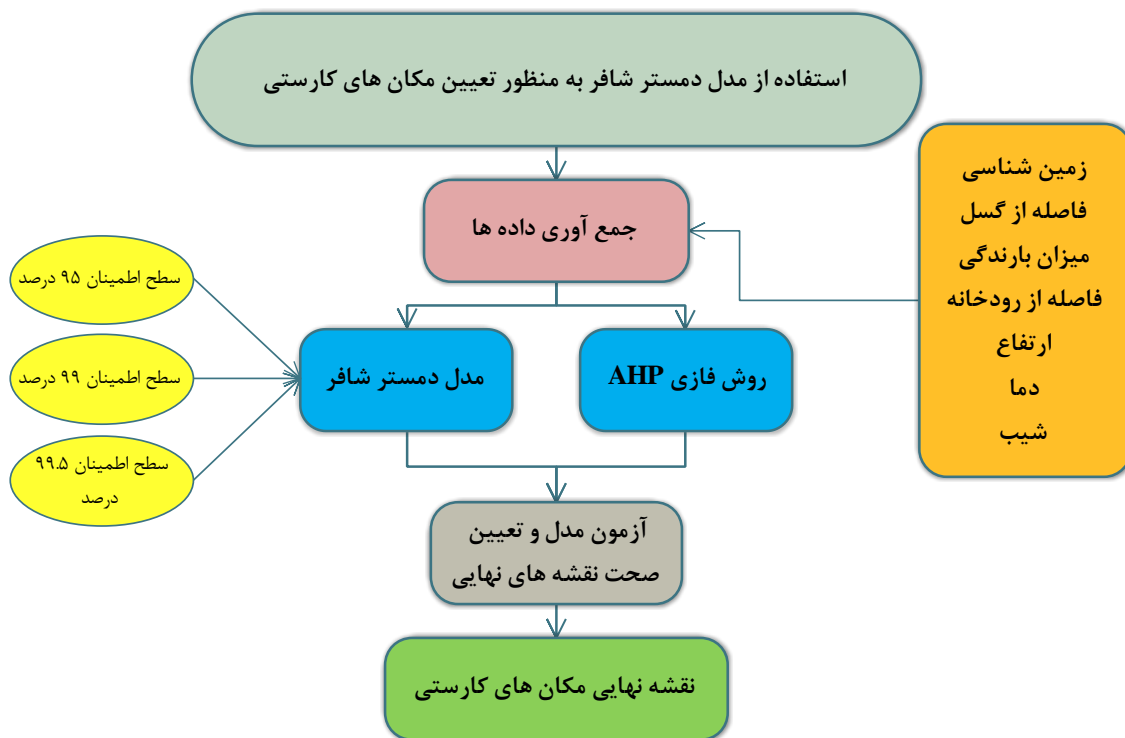 استفاده از مدل دمستر شافر به منظور تعیین مکان های کارستی
زمین شناسی
فاصله از گسل
میزان بارندگی
فاصله از رودخانه
ارتفاع
دما
شیب
جمع آوری داده ها
روش فازی AHP
مدل دمستر شافر
سطح اطمینان ۹۵ درصد
سطح اطمینان ۹۹ درصد
سطح اطمینان ۹۹.۵
درصد
آزمون مدل و تعیین
صحت نقشه های نهایی
نقشه نهایی مکان های کارستی